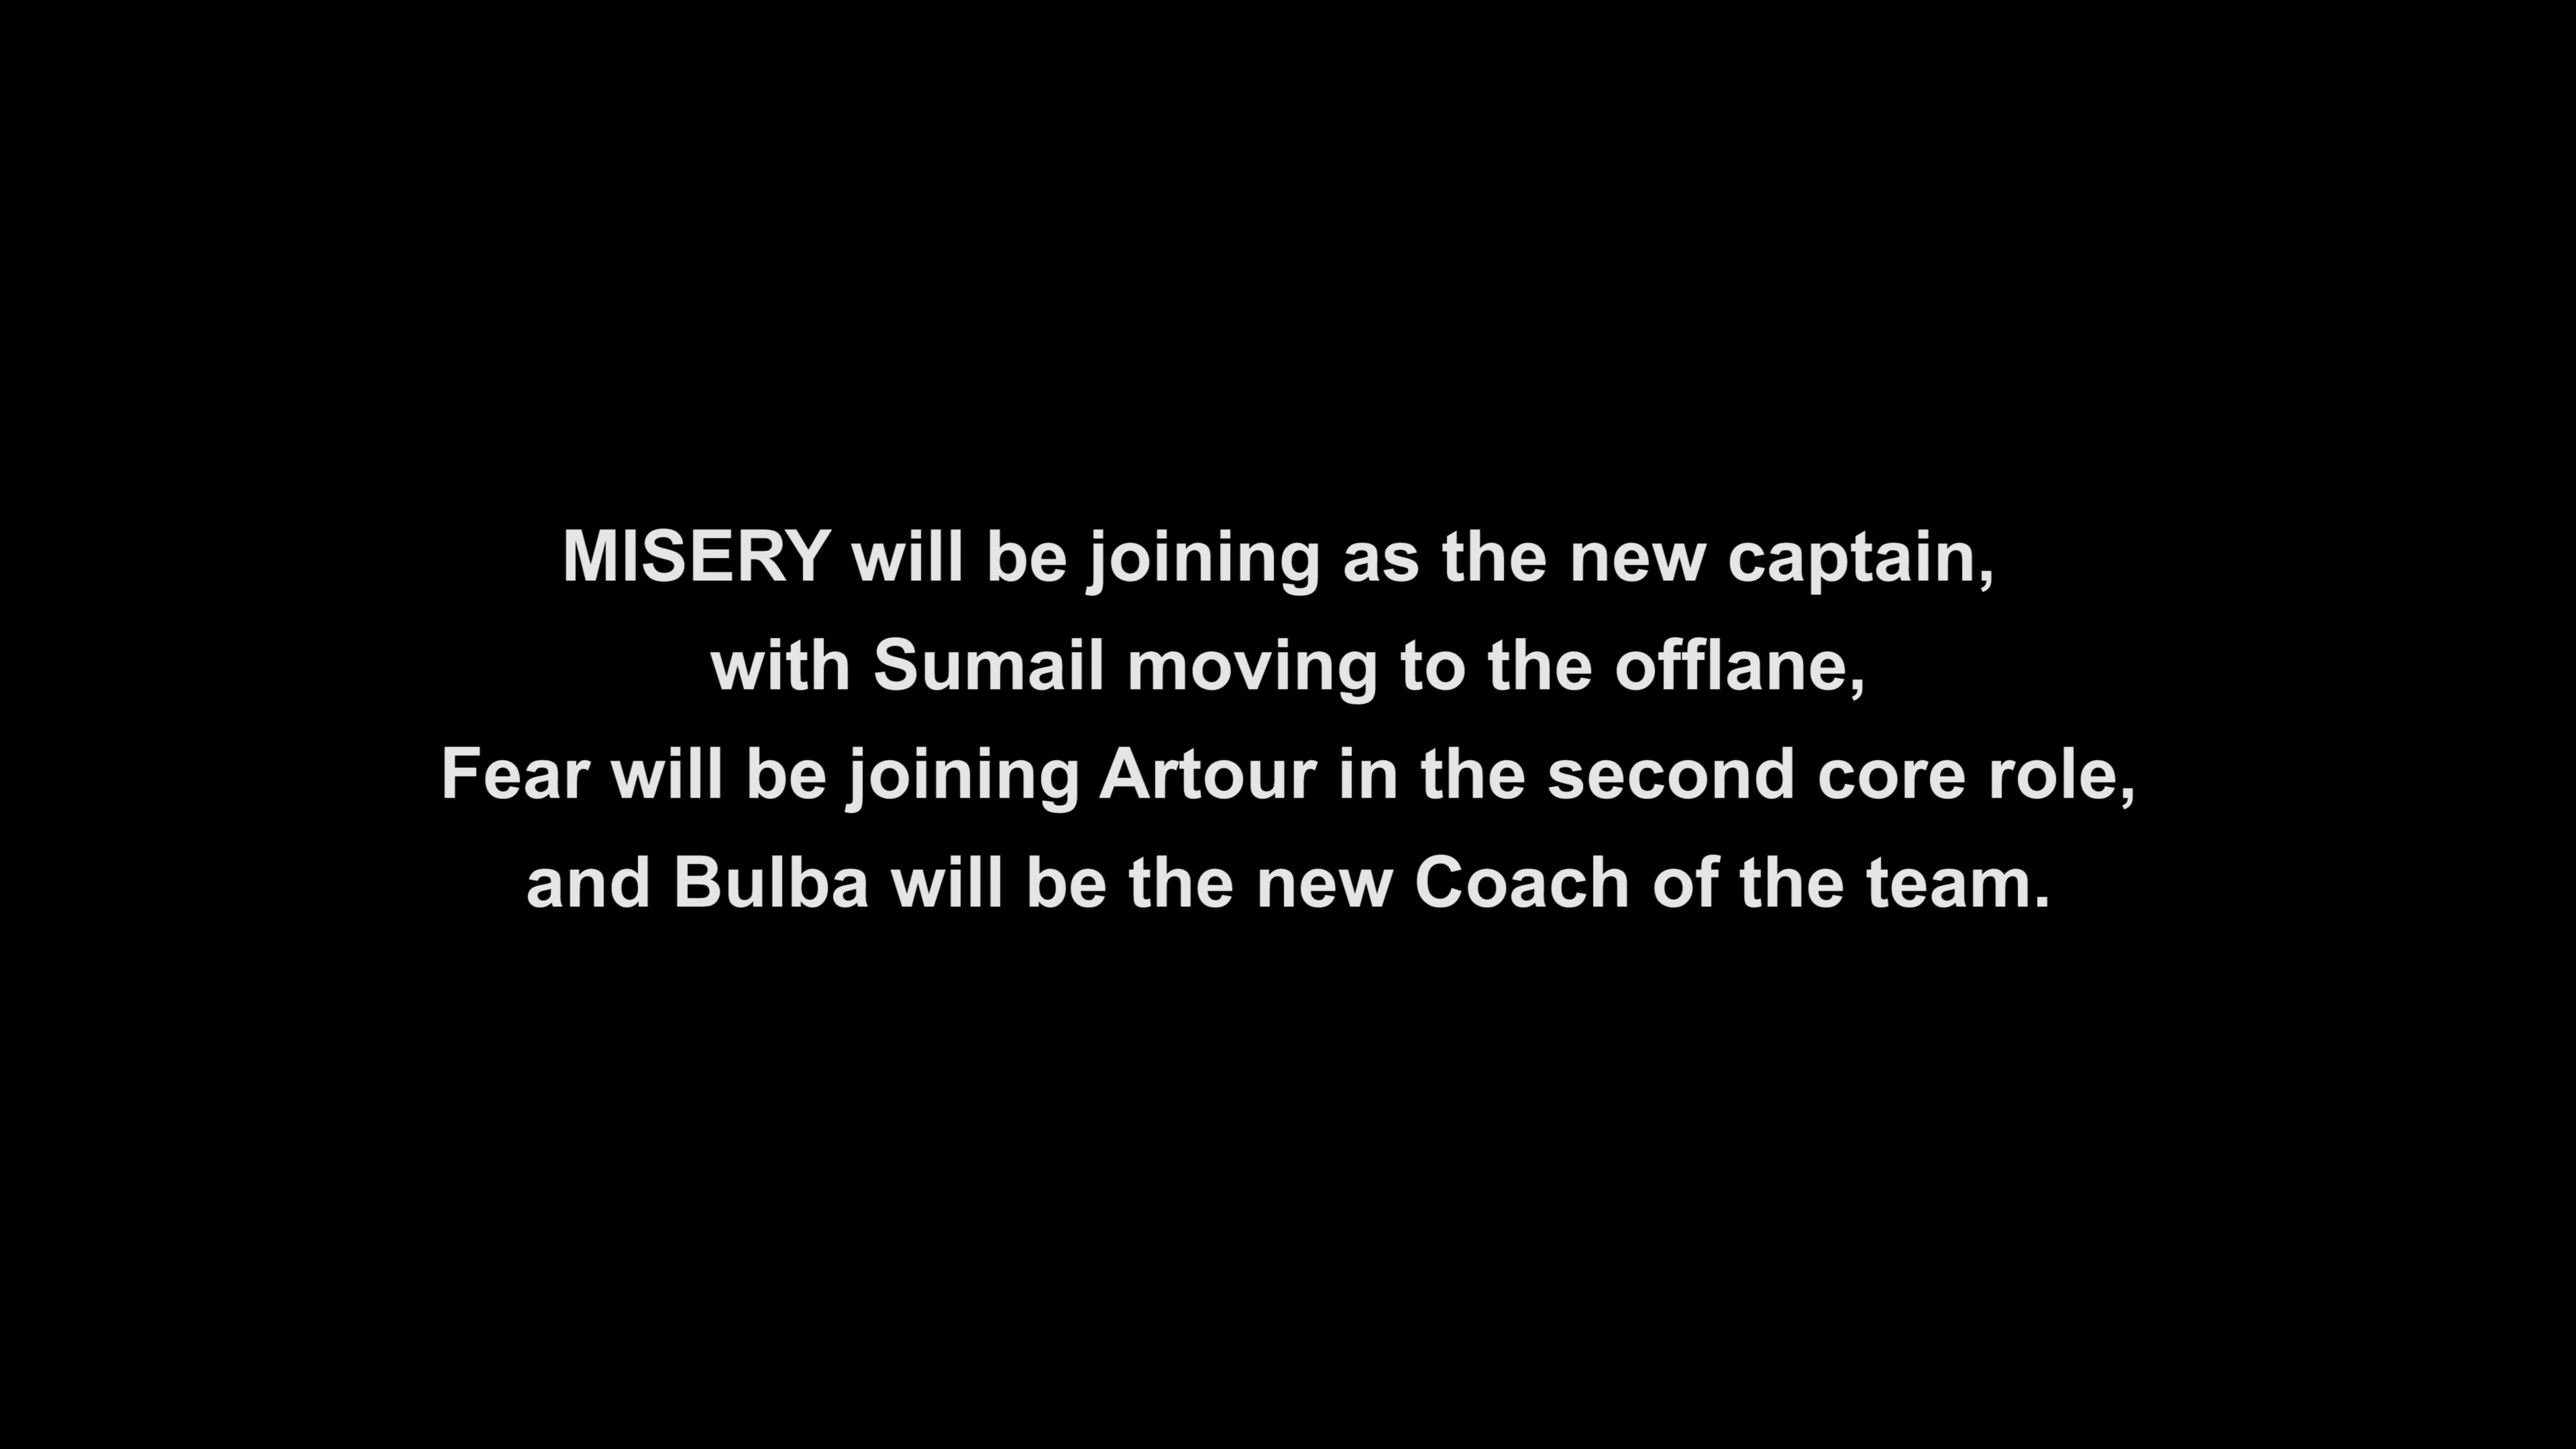 MISERY will be joining as the new captain,
with Sumail moving to the offlane,
Fear will be joining Artour in the second core role,
and Bulba will be the new Coach of the team.